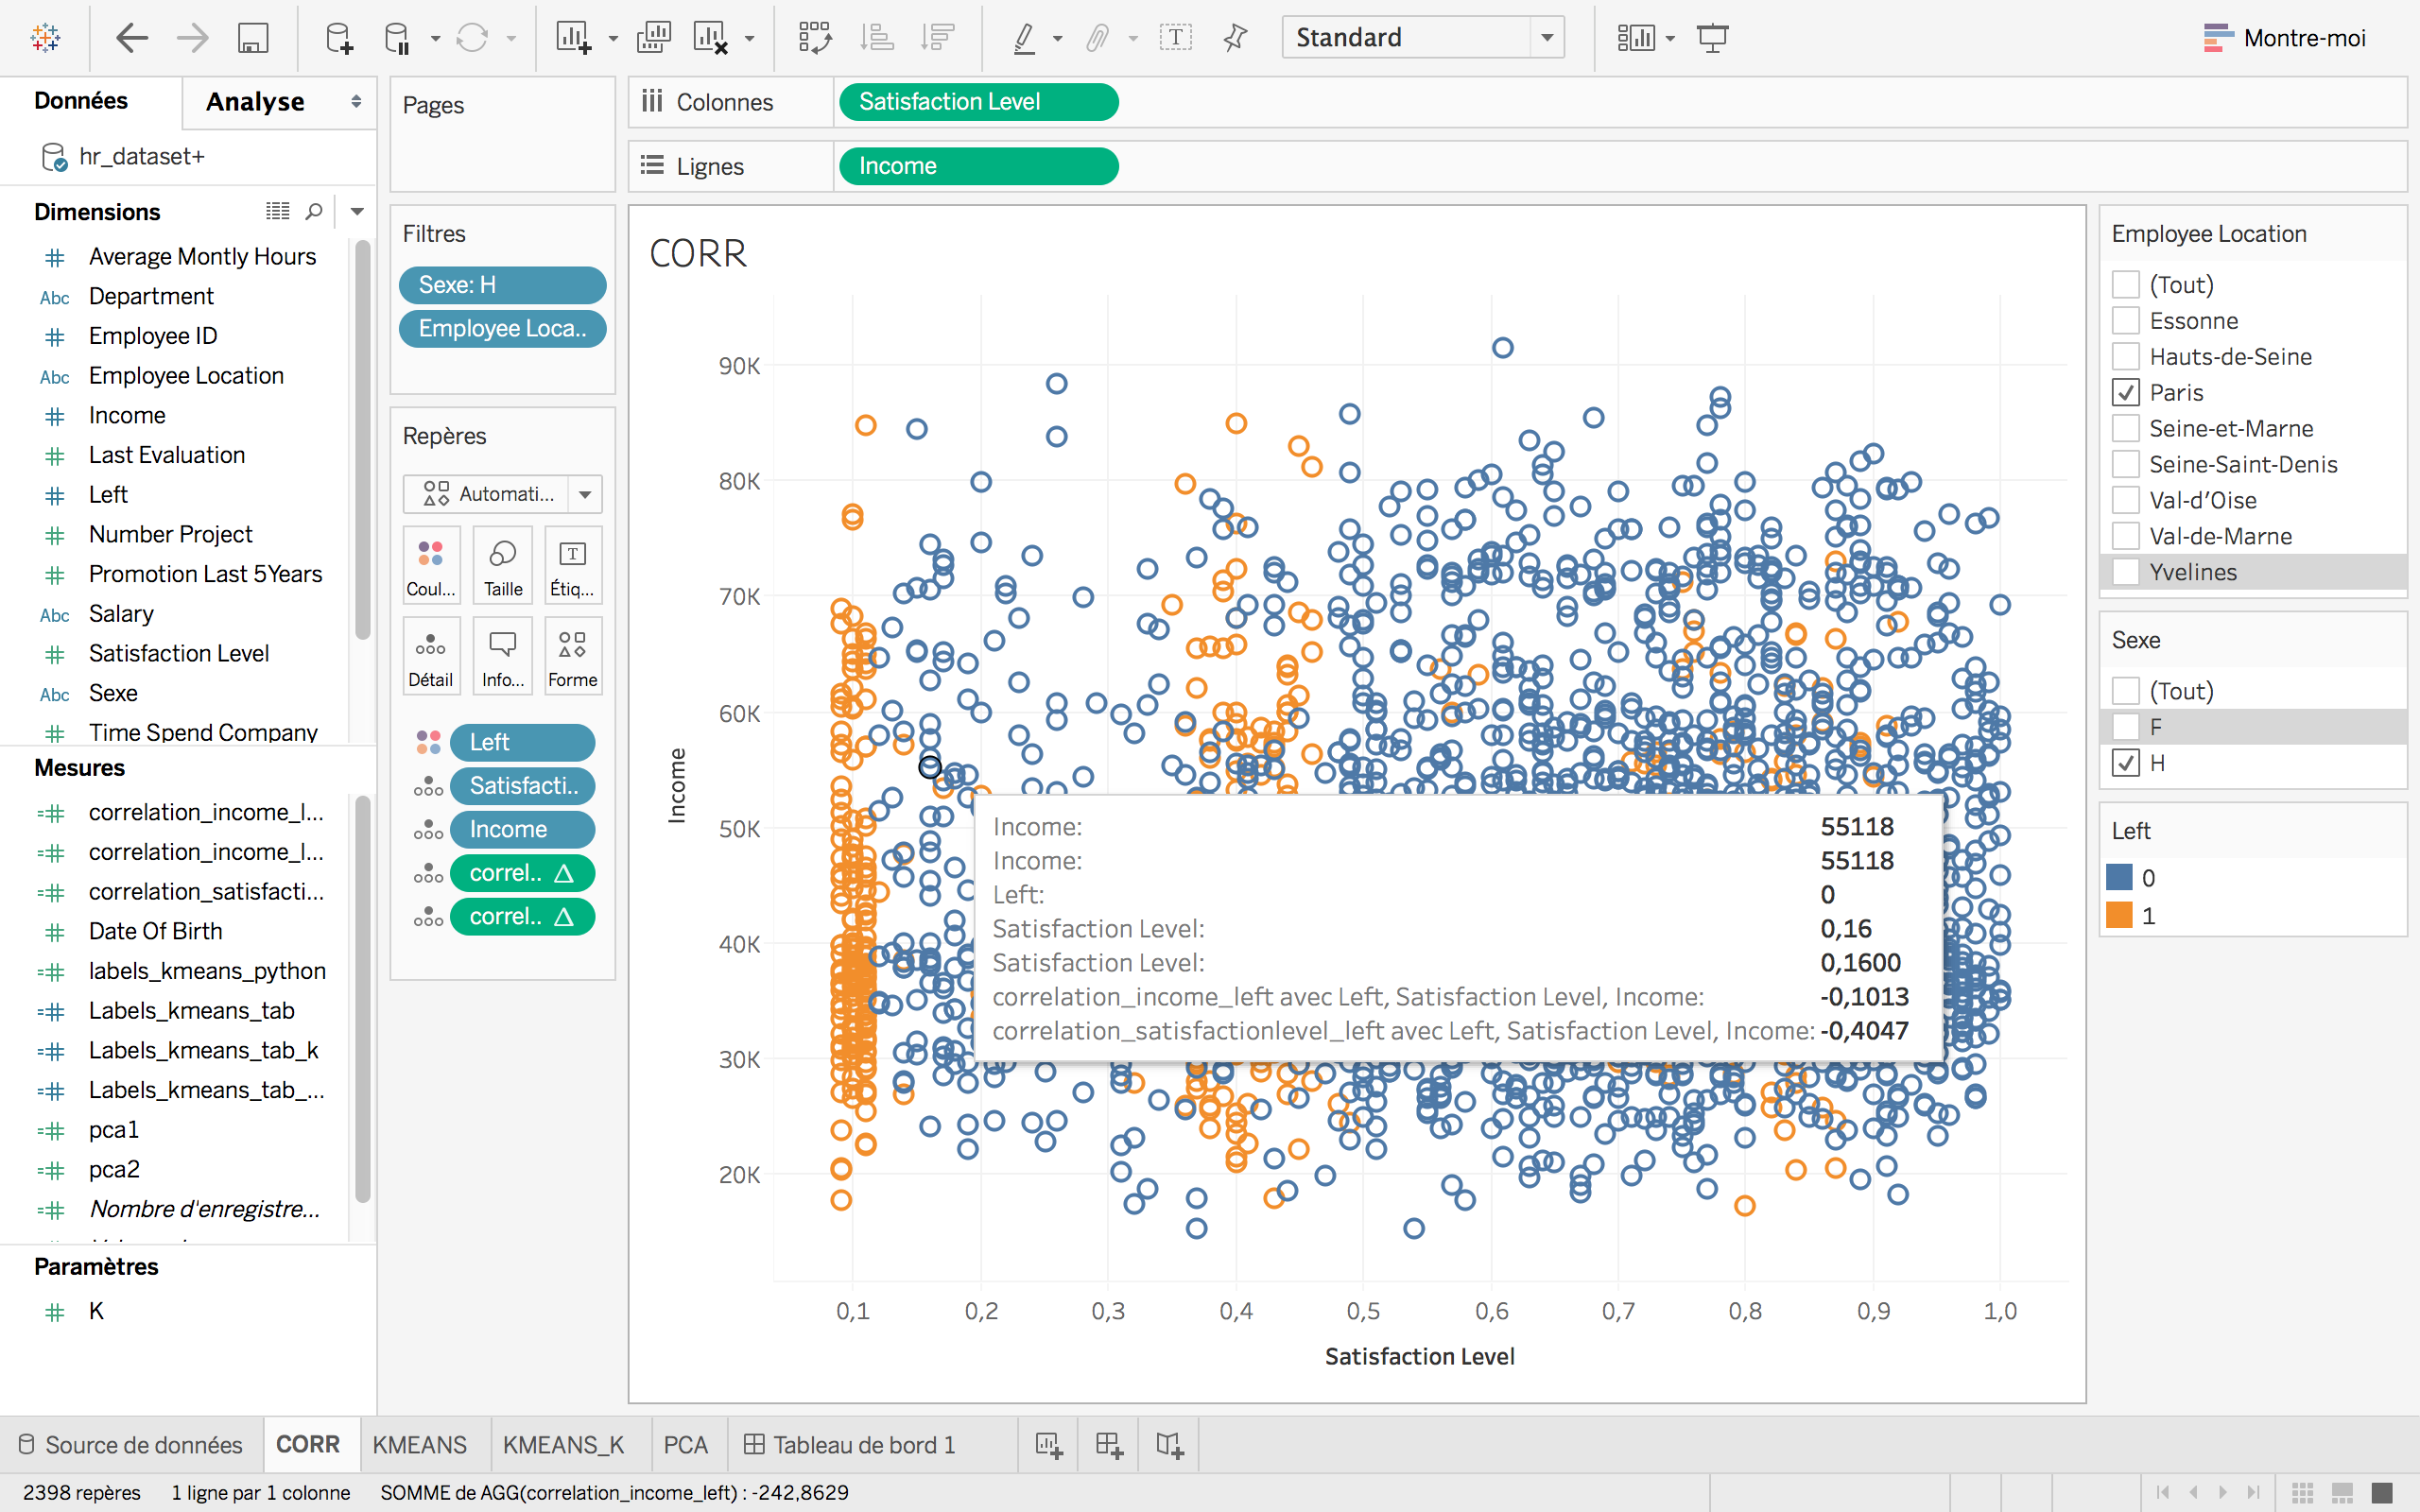 Standard
Montre-moi
Données
Analyse
hr_dataset+
Dimensions
Average Montly Hours
Abc Department
Employee ID
Abc Employee Location
Income
Last Evaluation
Left
Number Project
Promotion Last 5Years
Abc Salary
Satisfaction Level
Abc Sexe
Time Spend Company
Mesures
correlation_income_l...
correlation_income_l...
correlation_satisfacti...
Date Of Birth
labels_kmeans_python
Labels_kmeans_tab
Labels_kmeans_tab_k
Labels_kmeans_tab_...
pca1
pca2
Nombre d'enregistre...
Paramètres
K
Pages
Filtres
Sexe: H
Employee Loca..
Repères
Automati...
Coul...
Taille
Étiq...
Détail
Info...
Forme
Left
Satisfacti..
Income
correl.. Δ
correl.. Δ
Colonnes
Satisfaction Level
Lignes
Income
CORR
90K
80K
70K
60K
50K
40K
30K
20K
Income
0,1
0,2
0,3
0,4
0,5
0,6
0,7
0,8
0,9
1,0
Satisfaction Level
Income: 55118
Income: 55118
Left: 0
Satisfaction Level: 0,16
Satisfaction Level: 0,1600
correlation_income_left avec Left, Satisfaction Level, Income: -0,1013
correlation_satisfactionlevel_left avec Left, Satisfaction Level, Income: -0,4047
Employee Location
(Tout)
Essonne
Hauts-de-Seine
Paris
Seine-et-Marne
Seine-Saint-Denis
Val-d’Oise
Val-de-Marne
Yvelines
Sexe
(Tout)
F
H
Left
0
1
Source de données
CORR
KMEANS
KMEANS_K
PCA
Tableau de bord 1
2398 repères
1 ligne par 1 colonne
SOMME de AGG(correlation_income_left) : -242,8629